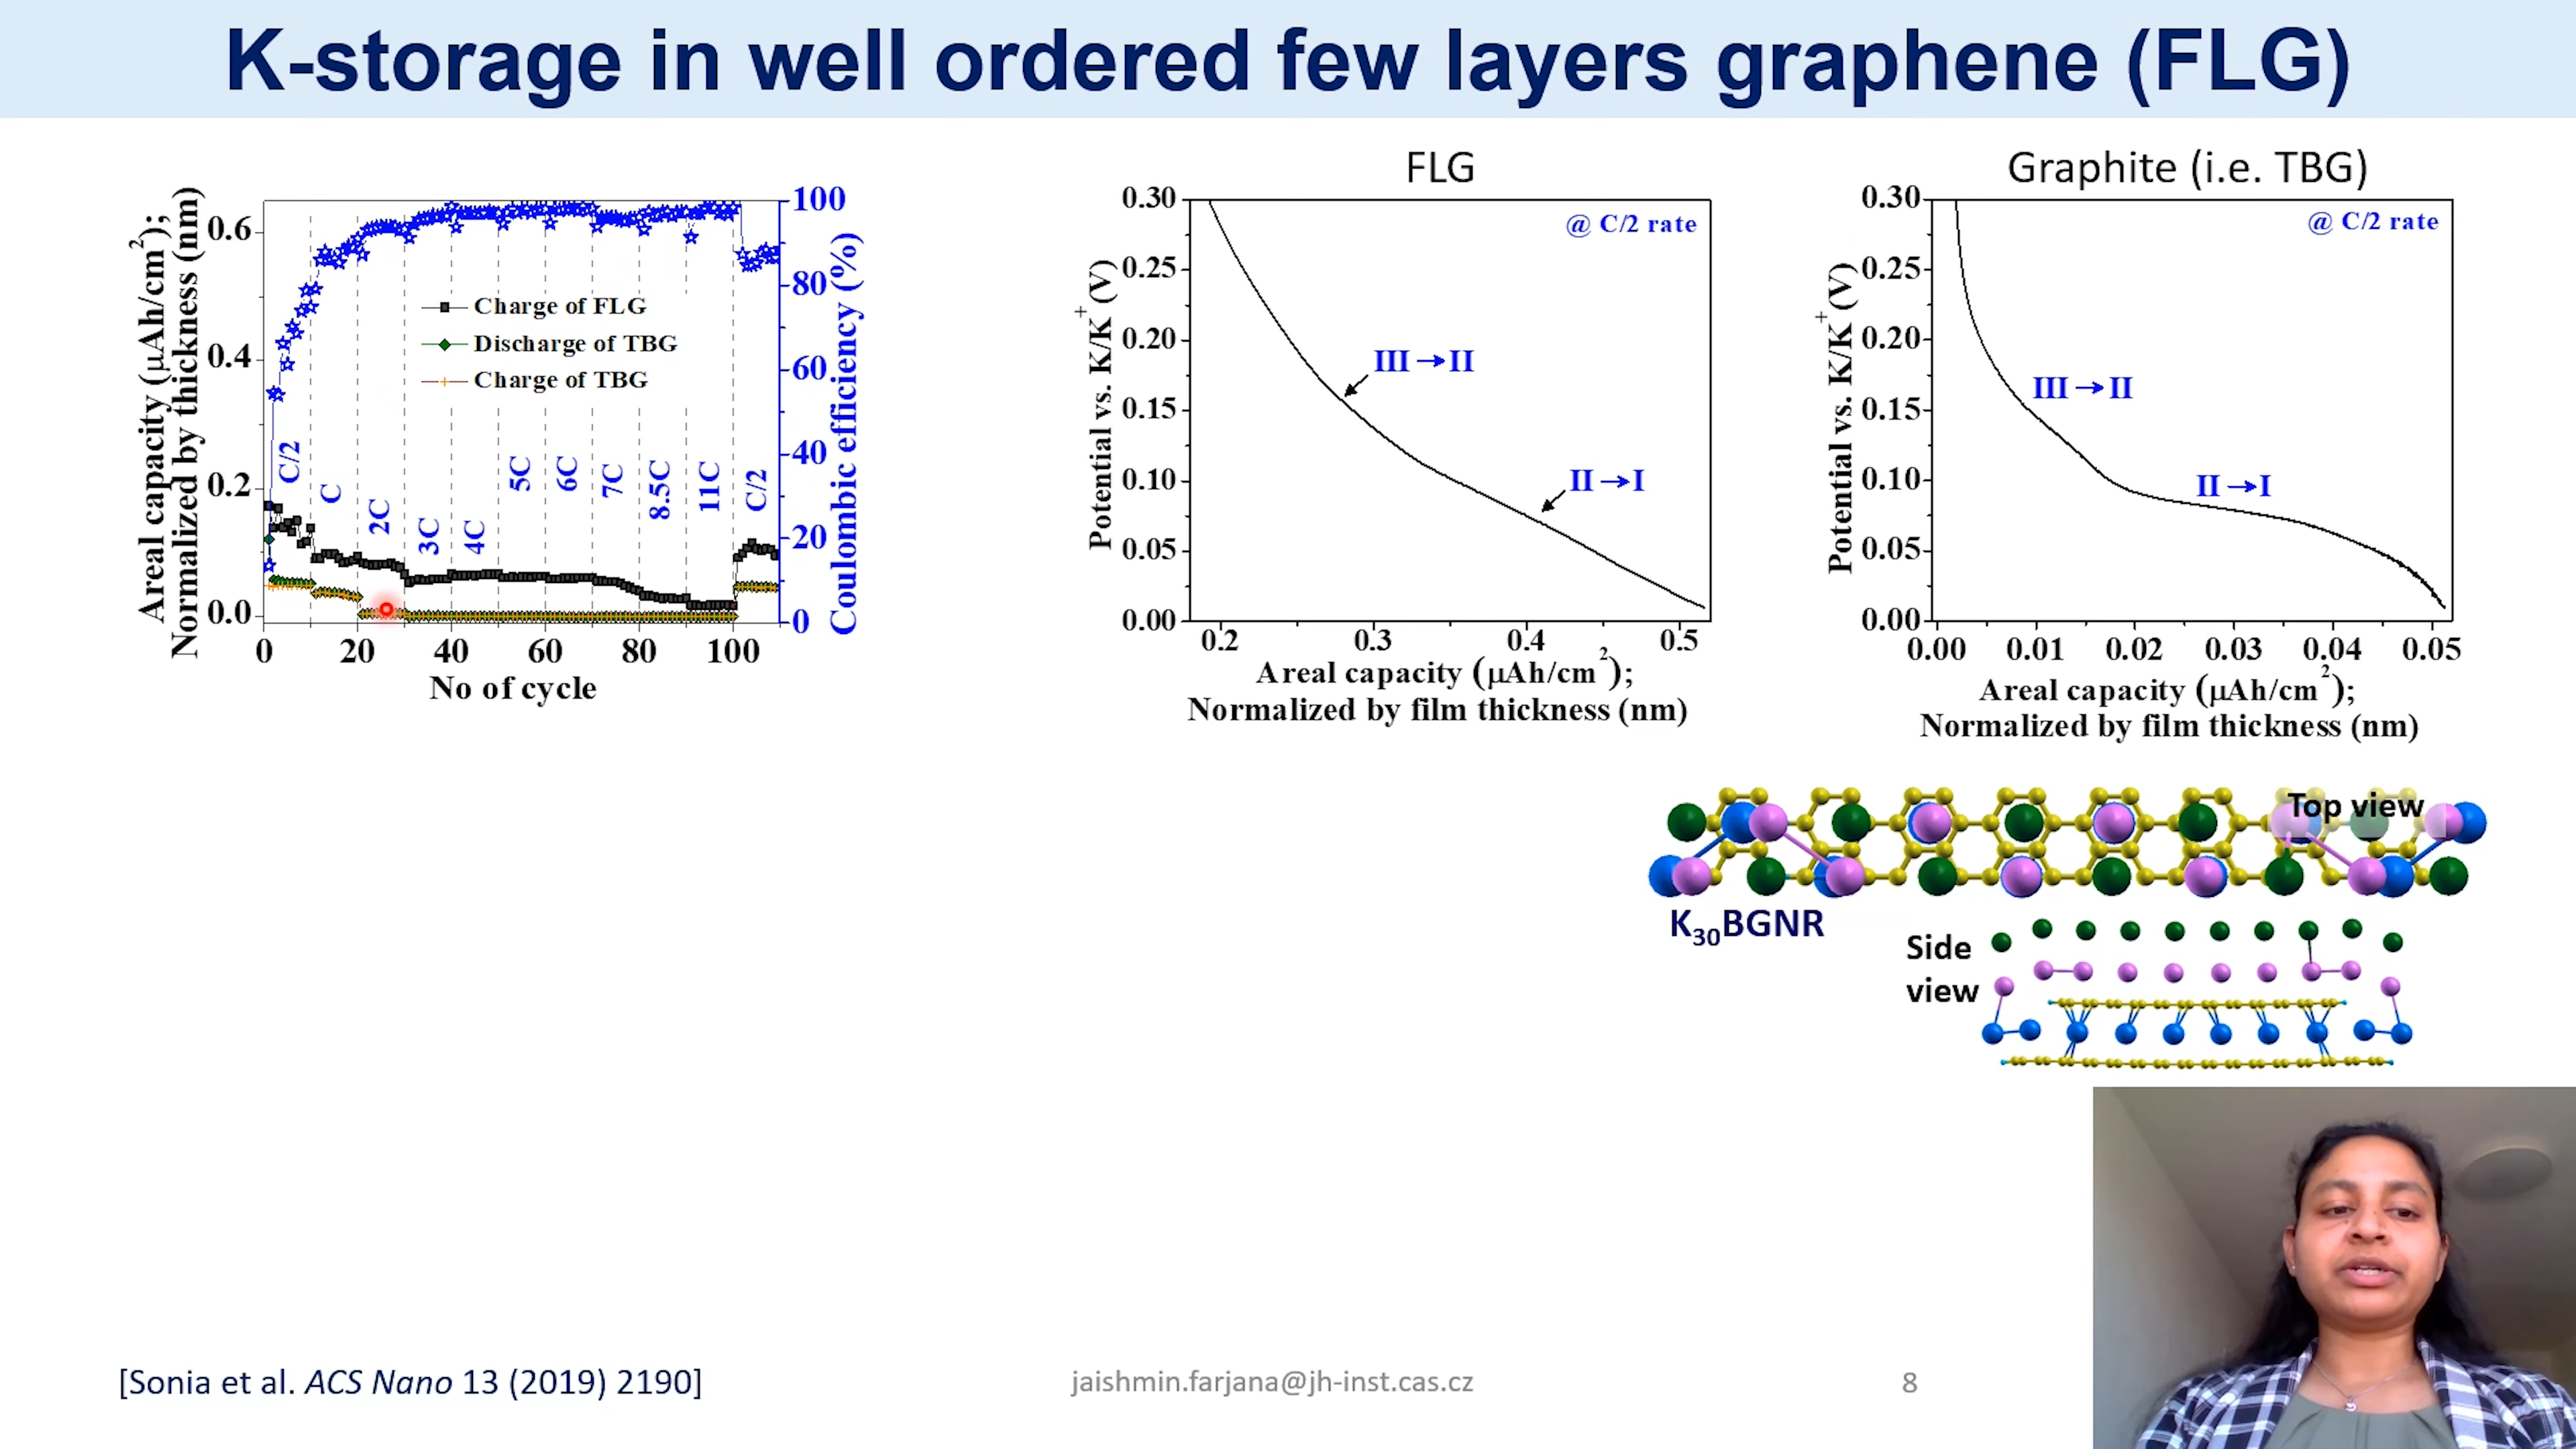 K-storage in well ordered few layers graphene (FLG)
Areal capacity (μAh/cm²);
Normalized by thickness (nm)
0.6
0.4
0.2
0.0
0 20 40 60 80 100
No of cycle
100
80
60
40
20
0
Coulombic efficiency (%)
Charge of FLG
Discharge of TBG
Charge of TBG
C/2
C
2C
3C
4C
5C
6C
7C
8.5C
11C
C/2
FLG
@ C/2 rate
Potential vs. K/K⁺ (V)
0.30
0.25
0.20
0.15
0.10
0.05
0.00
III→II
II→I
0.2 0.3 0.4 0.5
Areal capacity (μAh/cm²);
Normalized by film thickness (nm)
Graphite (i.e. TBG)
@ C/2 rate
Potential vs. K/K⁺ (V)
0.30
0.25
0.20
0.15
0.10
0.05
0.00
III→II
II→I
0.00 0.01 0.02 0.03 0.04 0.05
Areal capacity (μAh/cm²);
Normalized by film thickness (nm)
Top view
K₃₀BGNR
Side
view
[Sonia et al. ACS Nano 13 (2019) 2190]
jaishmin.farjana@jh-inst.cas.cz
8